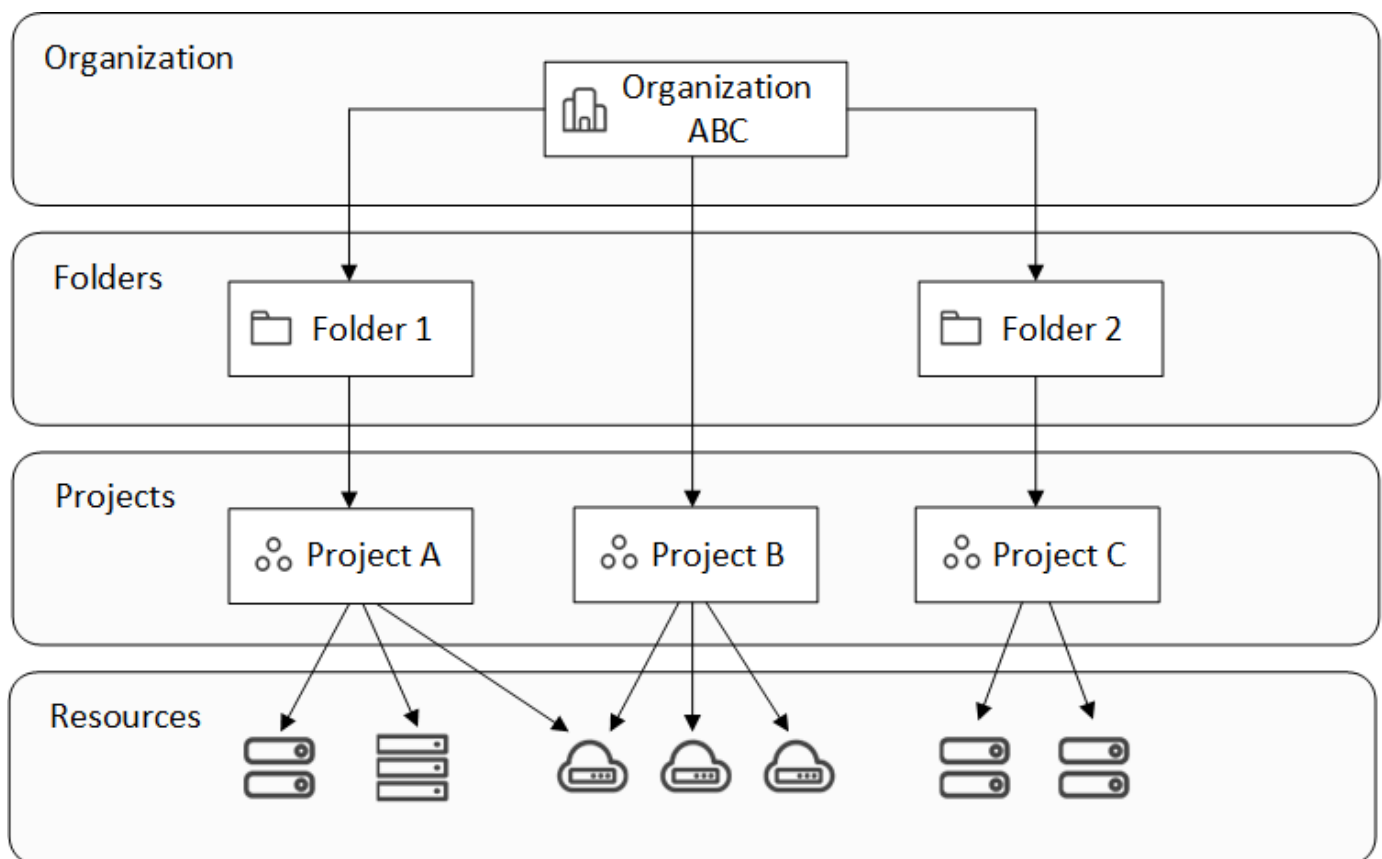 Organization
Organization
ABC
Folders
Folder 1
Folder 2
Projects
Project A
Project B
Project C
Resources